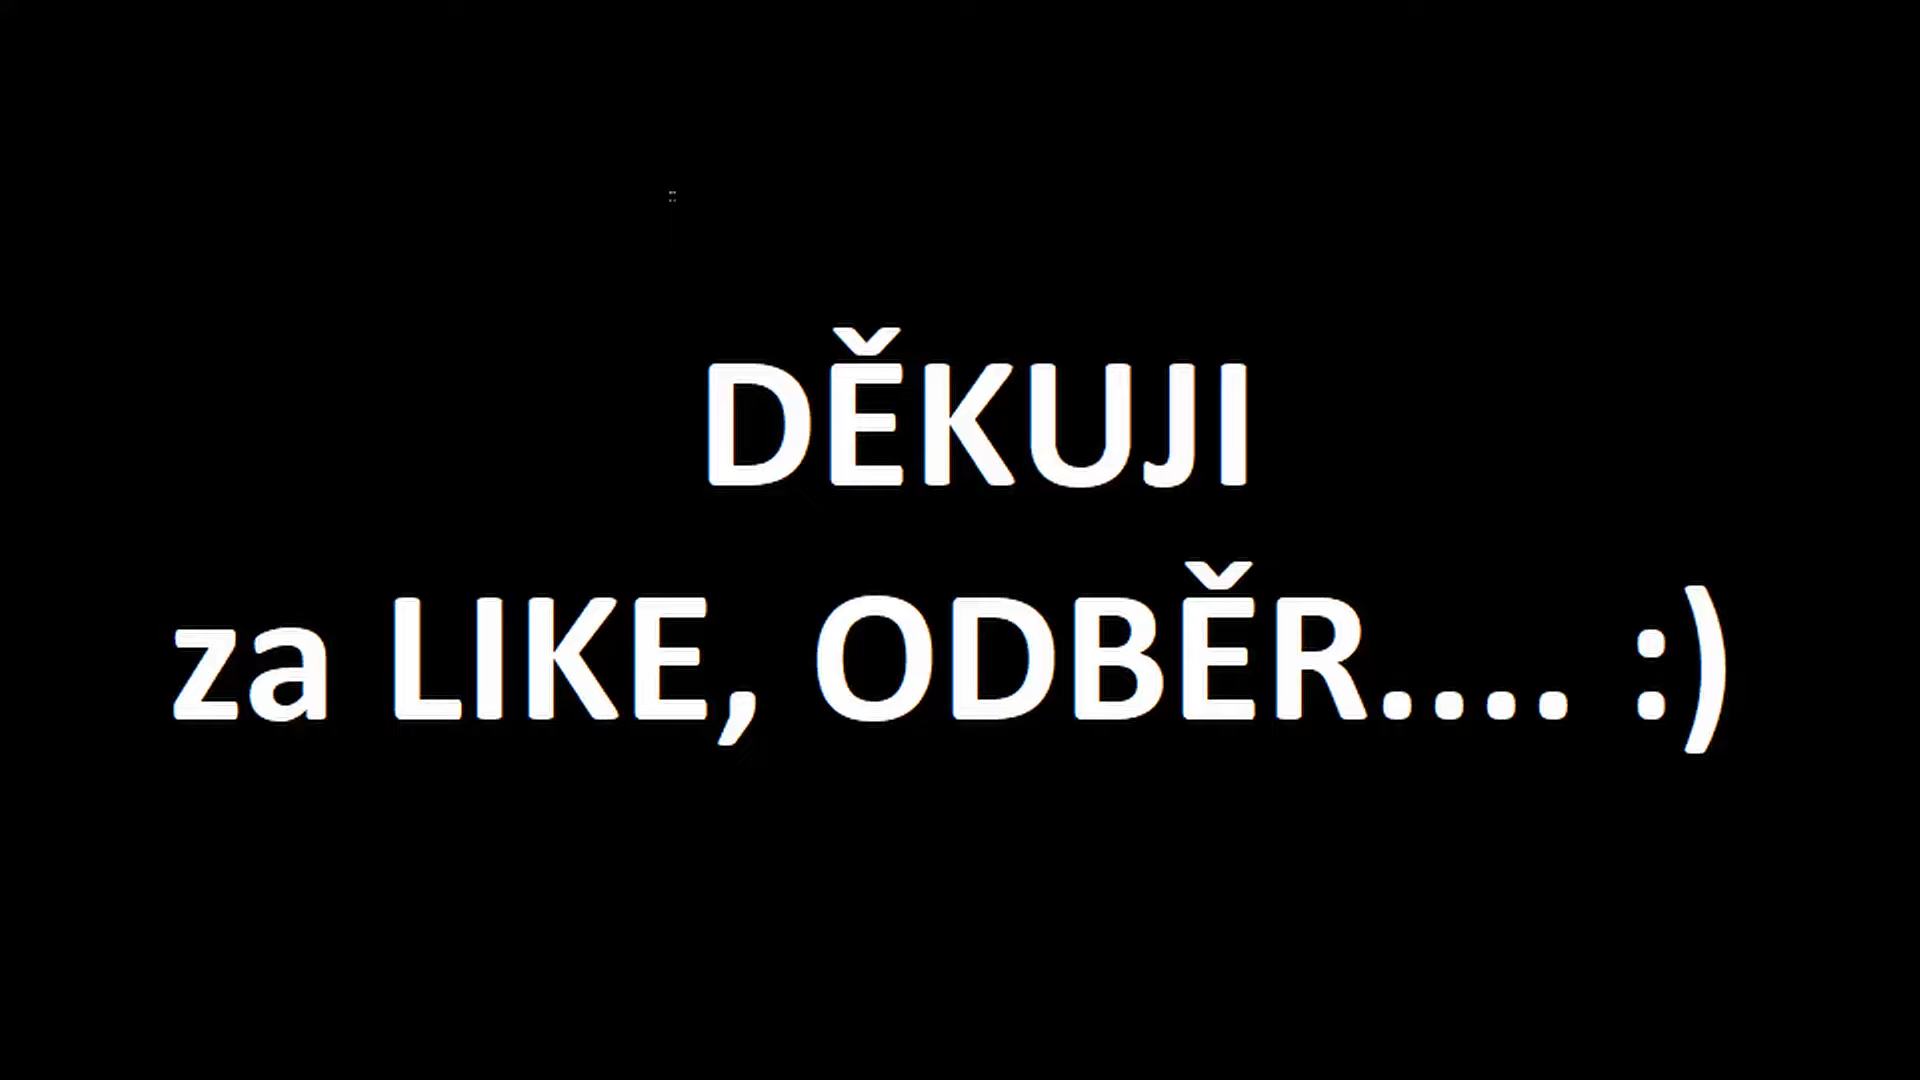 DĚKUJI
za LIKE, ODBĚR.... :)